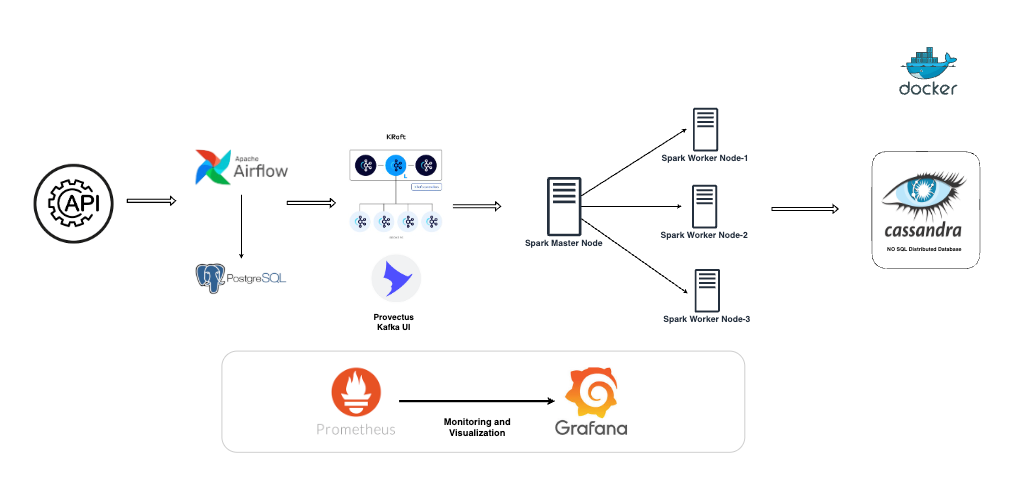 docker
KRaft
API
Apache
Airflow
Spark Worker Node-1
L
PostgreSQL
Spark Master Node
Spark Worker Node-2
cassandra
NO SQL Distributed Database
Provectus
Kafka UI
Spark Worker Node-3
Prometheus
Monitoring and
Visualization
Grafana